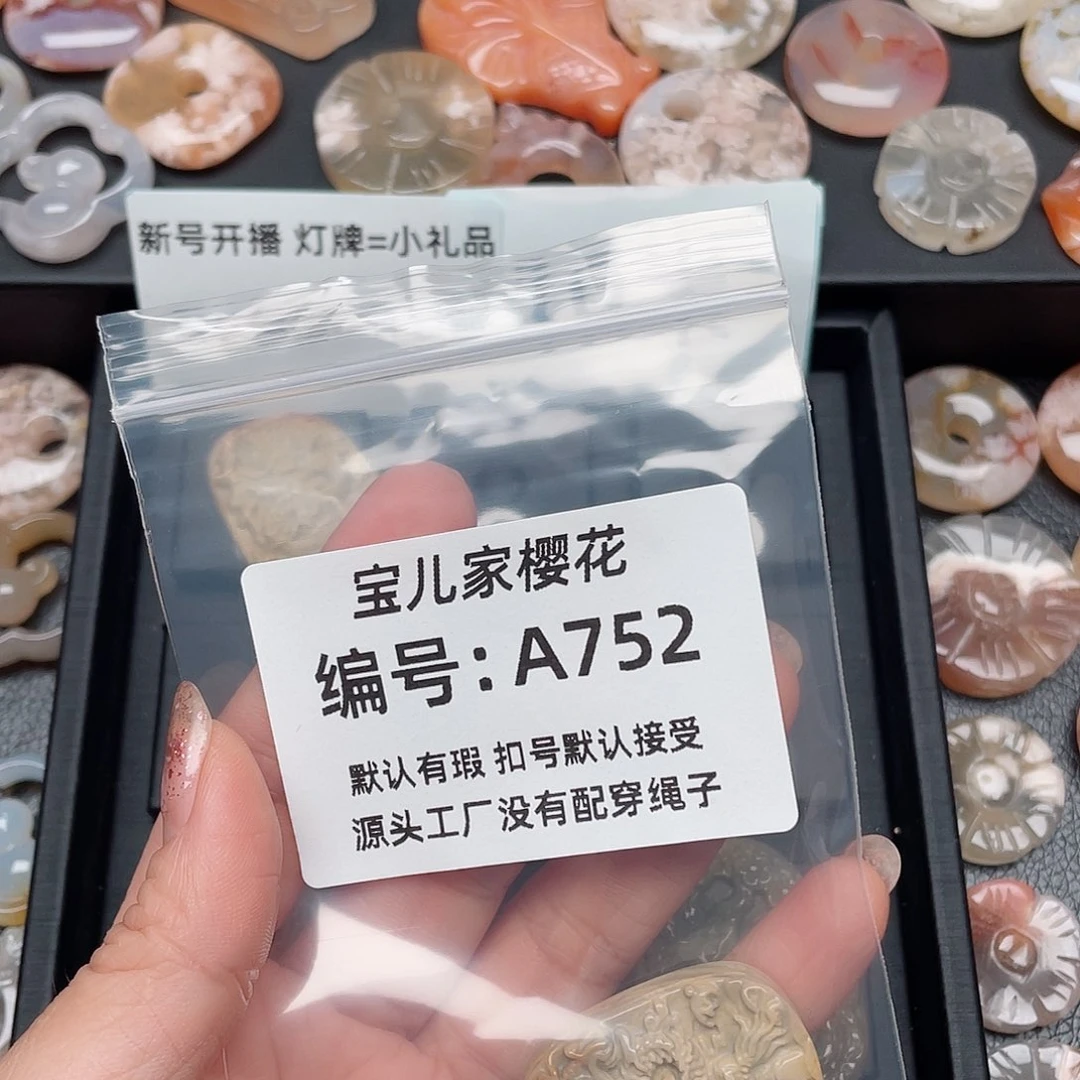 新号开播 灯牌=小礼品
宝儿家樱花
编号:A752
默认有瑕 扣号默认接受
源头工厂没有配穿绳子